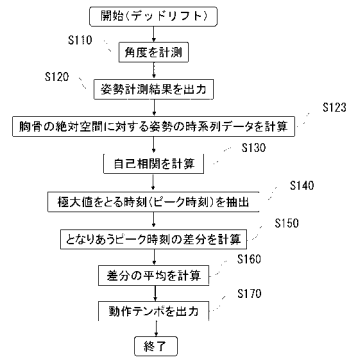 開始(デッドリフト)
S110
角度を計測
S120
姿勢計測結果を出力
S123
胸骨の絶対空間に対する姿勢の時系列データを計算
S130
自己相関を計算
S140
極大値をとる時刻(ピーク時刻)を抽出
S150
となりあうピーク時刻の差分を計算
S160
差分の平均を計算
S170
動作テンポを出力
終了